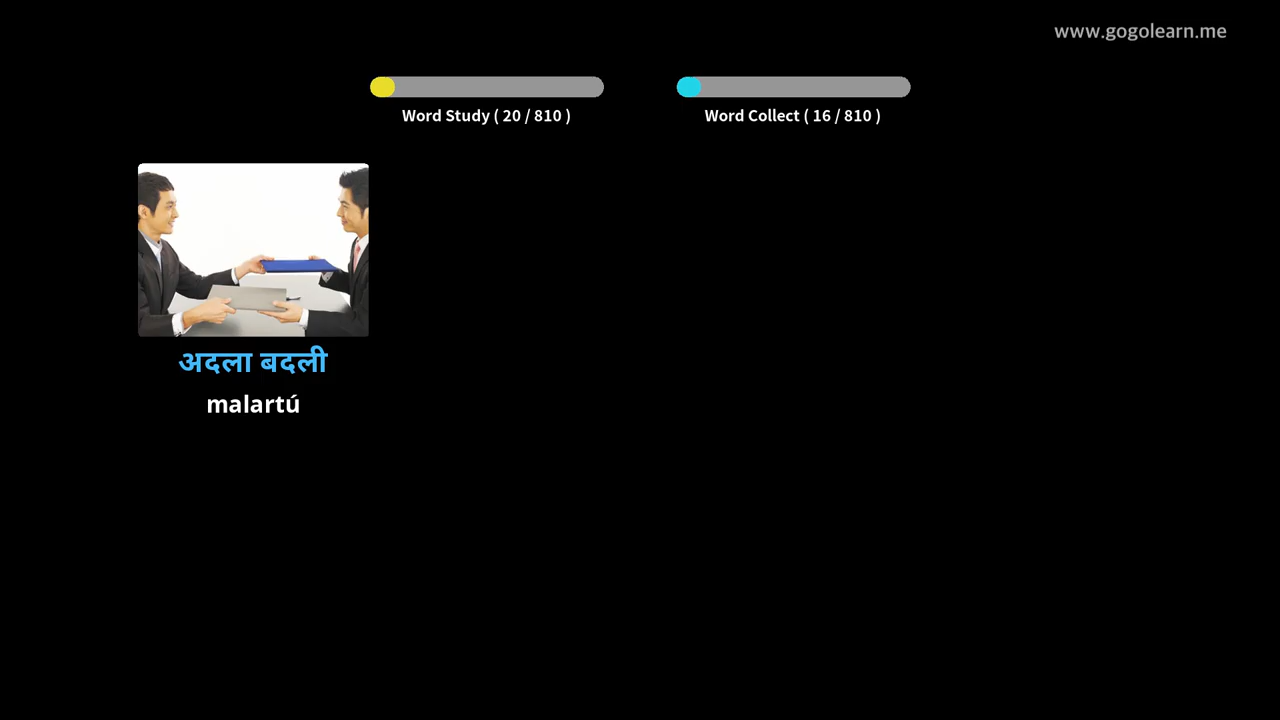 www.gogolearn.me
Word Study ( 20 / 810 )
Word Collect ( 16 / 810 )
अदला बदली
malartú